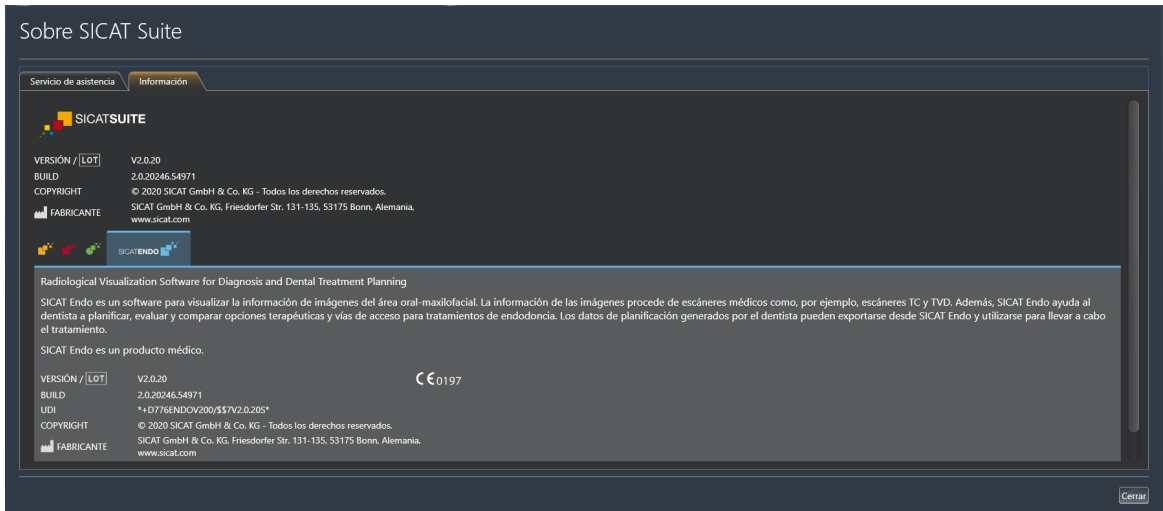 Sobre SICAT Suite
Servicio de asistencia
Información
SICATSUITE
VERSIÓN / LOT V2.0.20
BUILD 2.0.20246.54971
COPYRIGHT © 2020 SICAT GmbH & Co. KG - Todos los derechos reservados.
FABRICANTE SICAT GmbH & Co. KG, Friesdorfer Str. 131-135, 53175 Bonn, Alemania,
www.sicat.com
SICATENDO
Radiological Visualization Software for Diagnosis and Dental Treatment Planning
SICAT Endo es un software para visualizar la información de imágenes del área oral-maxilofacial. La información de las imágenes procede de escáneres médicos como, por ejemplo, escáneres TC y TVD. Además, SICAT Endo ayuda al
dentista a planificar, evaluar y comparar opciones terapéuticas y vías de acceso para tratamientos de endodoncia. Los datos de planificación generados por el dentista pueden exportarse desde SICAT Endo y utilizarse para llevar a cabo
el tratamiento.
SICAT Endo es un producto médico.
VERSIÓN / LOT V2.0.20 CE0197
BUILD 2.0.20246.54971
UDI *+D776ENDOV200/$$7V2.0.20S*
COPYRIGHT © 2020 SICAT GmbH & Co. KG - Todos los derechos reservados.
FABRICANTE SICAT GmbH & Co. KG, Friesdorfer Str. 131-135, 53175 Bonn, Alemania,
www.sicat.com
Cerrar